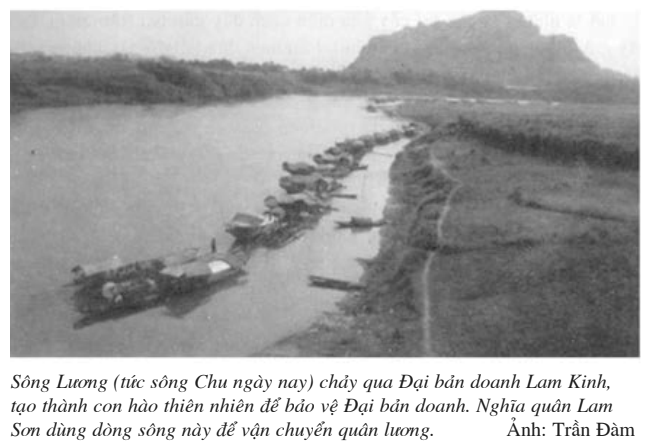 Sông Lương (tức sông Chu ngày nay) chảy qua Đại bản doanh Lam Kinh,
tạo thành con hào thiên nhiên để bảo vệ Đại bản doanh. Nghĩa quân Lam
Sơn dùng dòng sông này để vận chuyển quân lương. Ảnh: Trần Đàm